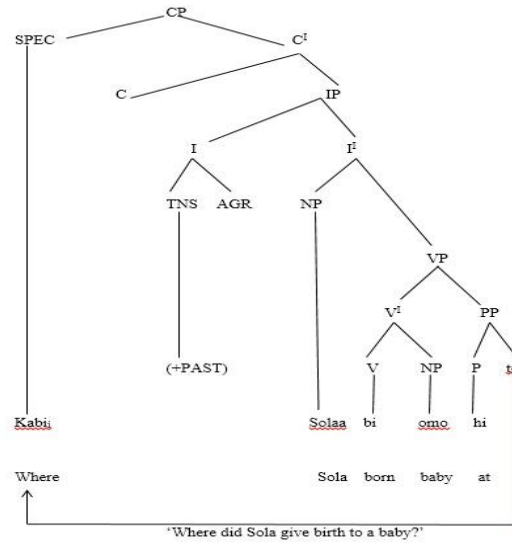 CP
SPEC C^I
C IP
I I^I
TNS AGR NP
VP
V^I PP
(+PAST) V NP P
Kabiᵢ Solaa bi omo hi
Where Sola born baby at
‘Where did Sola give birth to a baby?’